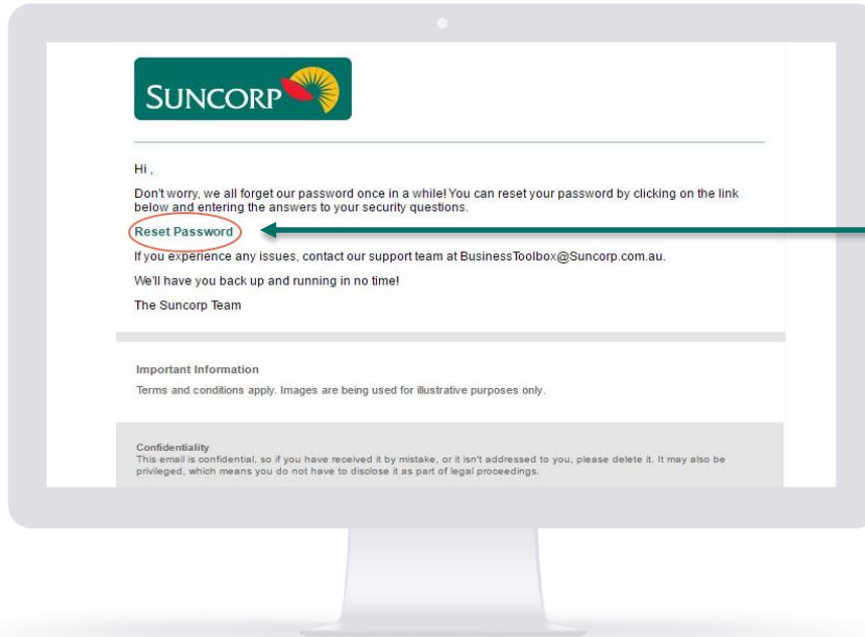 SUNCORP
Hi ,
Don't worry, we all forget our password once in a while! You can reset your password by clicking on the link
below and entering the answers to your security questions.
Reset Password
If you experience any issues, contact our support team at BusinessToolbox@Suncorp.com.au.
We'll have you back up and running in no time!
The Suncorp Team
Important Information
Terms and conditions apply. Images are being used for illustrative purposes only.
Confidentiality
This email is confidential, so if you have received it by mistake, or it isn't addressed to you, please delete it. It may also be
privileged, which means you do not have to disclose it as part of legal proceedings.